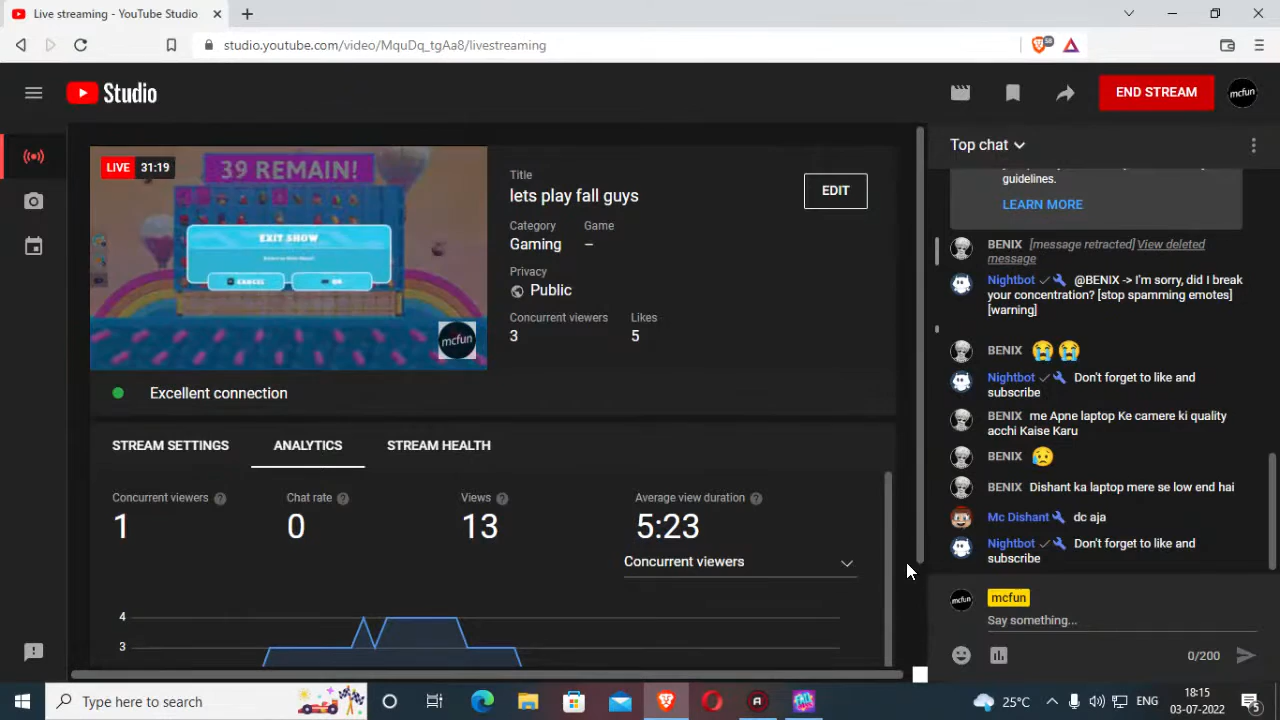 Live streaming - YouTube Studio
studio.youtube.com/video/MquDq_tgAa8/livestreaming
58
Studio
END STREAM
mcfun
LIVE 31:19
39 REMAIN!
EXIT SHOW
CANCEL
OK
mcfun
Title
lets play fall guys
EDIT
Category Game
Gaming –
Privacy
Public
Concurrent viewers Likes
3 5
Excellent connection
STREAM SETTINGS ANALYTICS STREAM HEALTH
Concurrent viewers Chat rate Views Average view duration
1 0 13 5:23
Concurrent viewers
4
3
Top chat
guidelines.
LEARN MORE
BENIX [message retracted] View deleted
message
Nightbot @BENIX -> I'm sorry, did I break
your concentration? [stop spamming emotes]
[warning]
BENIX 😭😭
Nightbot Don't forget to like and
subscribe
BENIX me Apne laptop Ke camere ki quality
acchi Kaise Karu
BENIX 😥
BENIX Dishant ka laptop mere se low end hai
Mc Dishant dc aja
Nightbot Don't forget to like and
subscribe
mcfun mcfun
Say something...
0/200
Type here to search
25°C
ENG
18:15
03-07-2022
5